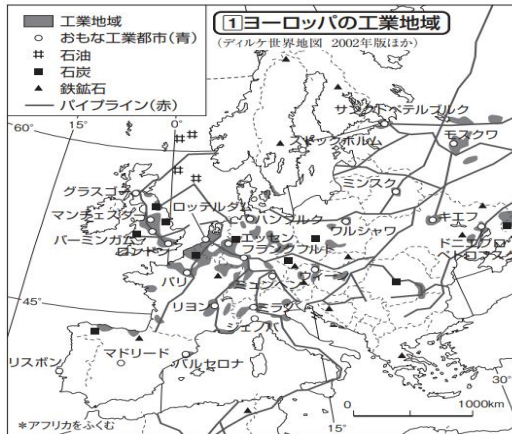 1 ヨーロッパの工業地域
(ディルケ世界地図 2002年版ほか)
工業地域
おもな工業都市(青)
石油
石炭
鉄鉱石
パイプライン(赤)
60°
15°
0°
サンクトペテルブルク
ストックホルム
モスクワ
グラスゴー
ミンスク
マンチェスター
ロッテルダム
ハンブルク
キエフ
バーミンガム
エッセン
ワルシャワ
ロンドン
フランクフルト
ドニエプロ
ペトロフスク
パリ
ミュンヘン
ウィーン
45°
リヨン
ミラノ
ジェノバ
マドリード
リスボン
バルセロナ
30°
15°
0
1000km
*アフリカをふくむ